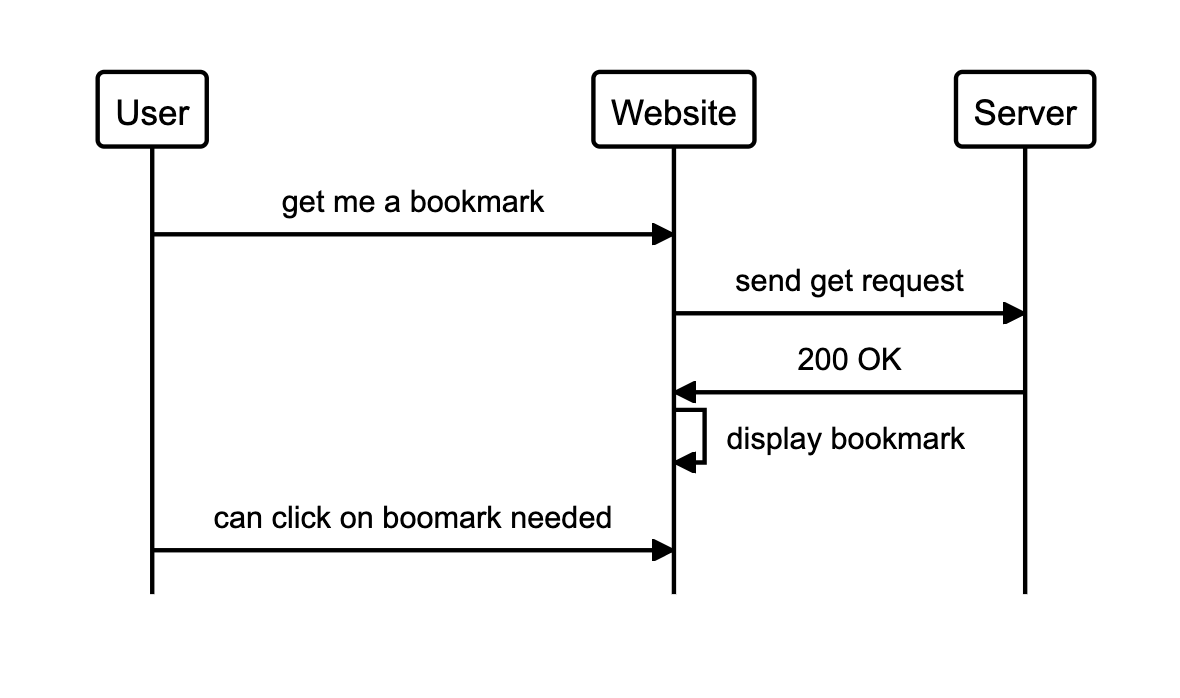 User
Website
Server
get me a bookmark
send get request
200 OK
display bookmark
can click on boomark needed